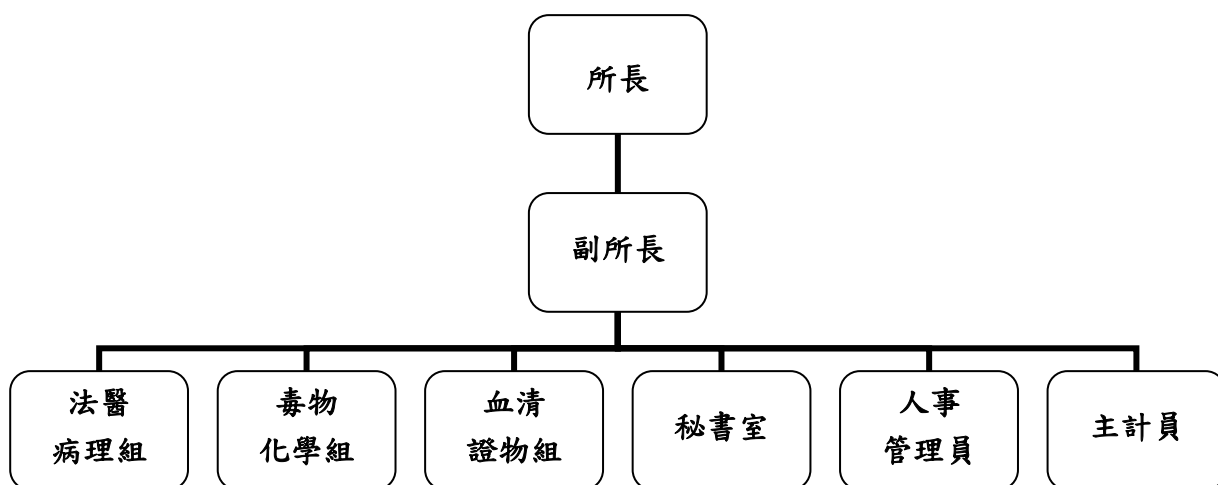 所長
副所長
法醫
病理組
毒物
化學組
血清
證物組
秘書室
人事
管理員
主計員